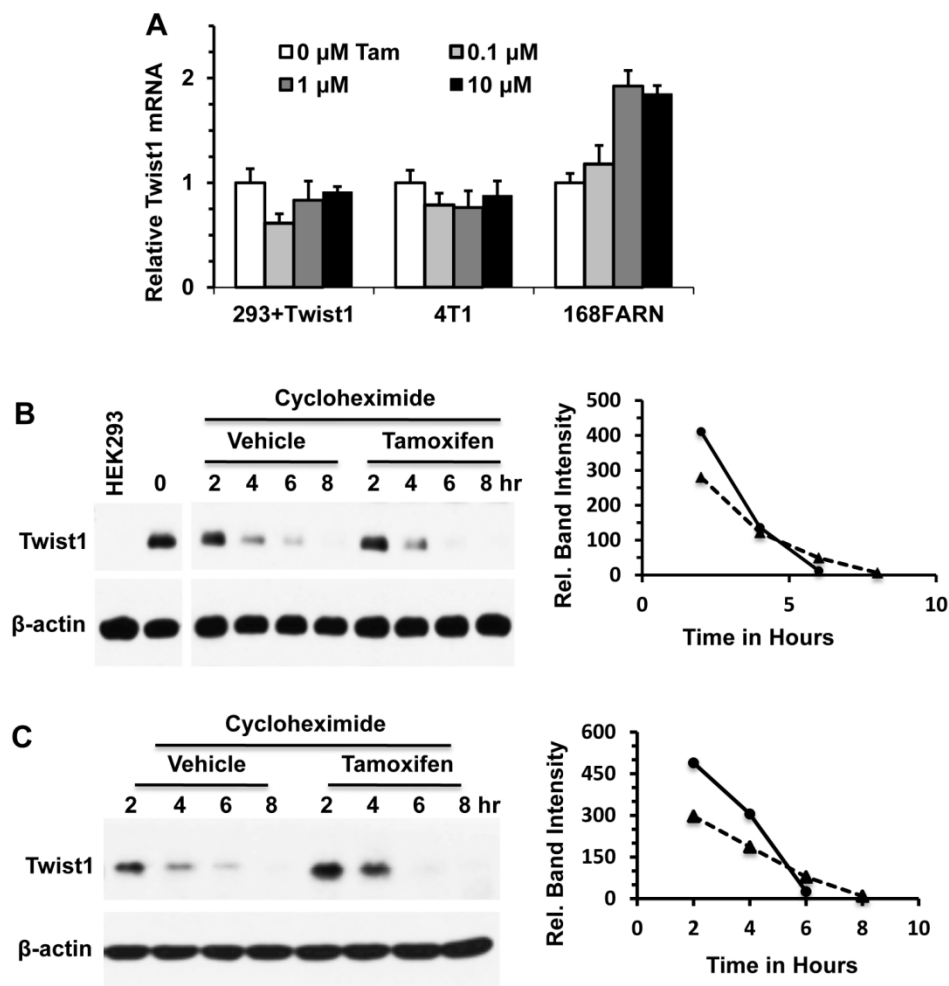 A
0 µM Tam 0.1 µM
1 µM 10 µM
Relative Twist1 mRNA
2
1
0
293+Twist1 4T1 168FARN
B
HEK293
Cycloheximide
Vehicle Tamoxifen
0 2 4 6 8 2 4 6 8 hr
Twist1
β-actin
Rel. Band Intensity
500
400
300
200
100
0
0 5 10
Time in Hours
C
Cycloheximide
Vehicle Tamoxifen
2 4 6 8 2 4 6 8 hr
Twist1
β-actin
Rel. Band Intensity
600
450
300
150
0
0 2 4 6 8 10
Time in Hours